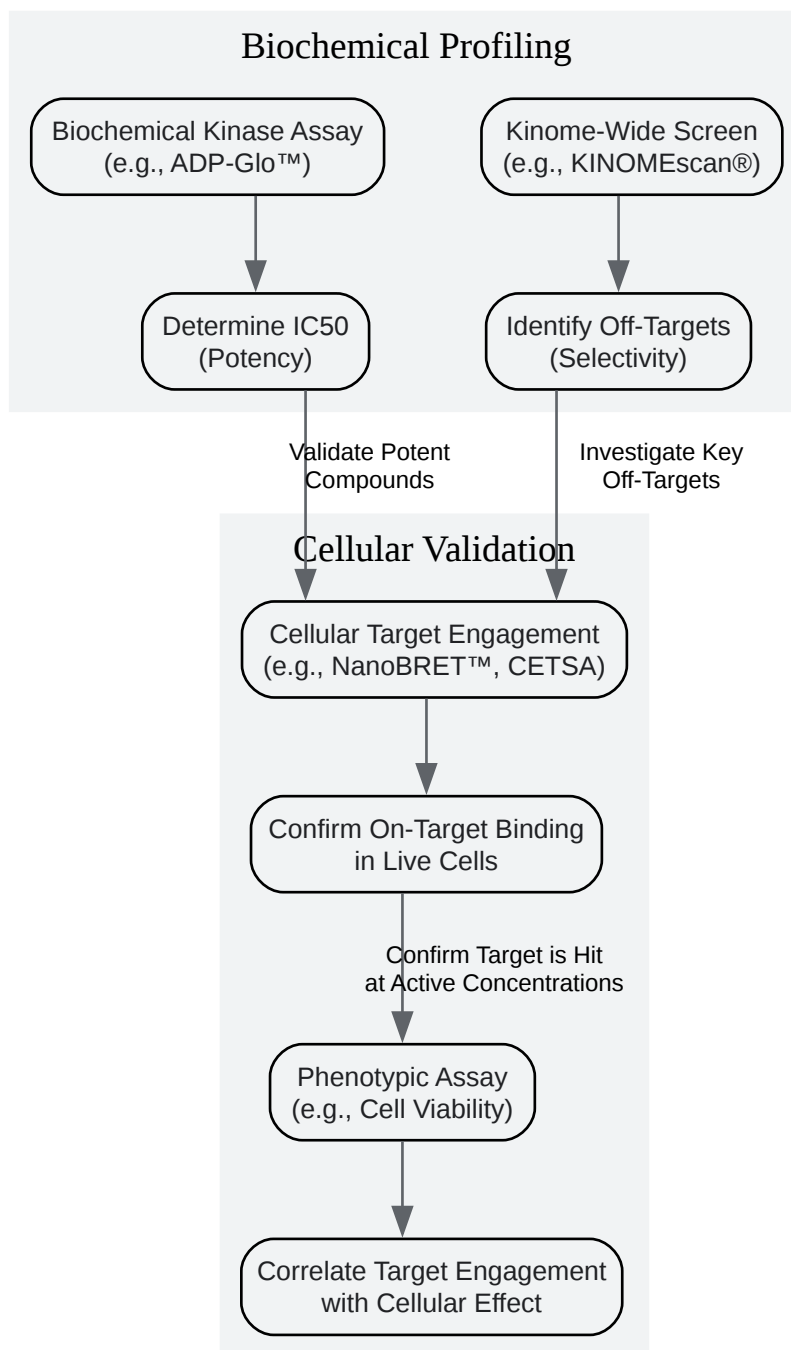 Biochemical Profiling
Biochemical Kinase Assay
(e.g., ADP-Glo™)
Kinome-Wide Screen
(e.g., KINOMEscan®)
Determine IC50
(Potency)
Identify Off-Targets
(Selectivity)
Validate Potent
Compounds
Investigate Key
Off-Targets
Cellular Validation
Cellular Target Engagement
(e.g., NanoBRET™, CETSA)
Confirm On-Target Binding
in Live Cells
Confirm Target is Hit
at Active Concentrations
Phenotypic Assay
(e.g., Cell Viability)
Correlate Target Engagement
with Cellular Effect